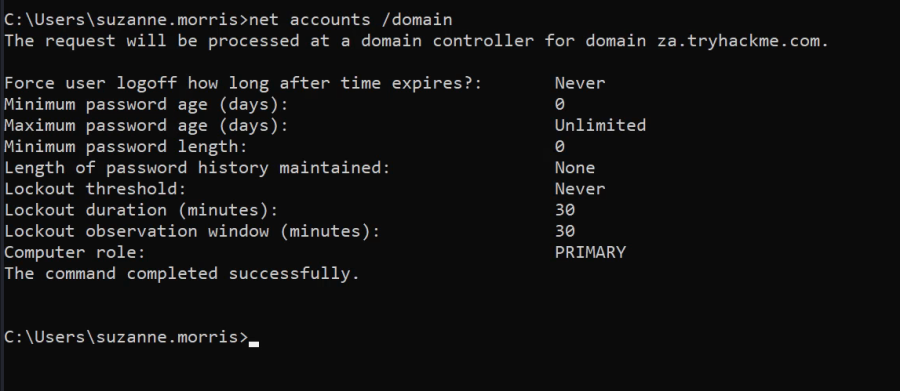 C:\Users\suzanne.morris>net accounts /domain
The request will be processed at a domain controller for domain za.tryhackme.com.
Force user logoff how long after time expires?: Never
Minimum password age (days): 0
Maximum password age (days): Unlimited
Minimum password length: 0
Length of password history maintained: None
Lockout threshold: Never
Lockout duration (minutes): 30
Lockout observation window (minutes): 30
Computer role: PRIMARY
The command completed successfully.
C:\Users\suzanne.morris>